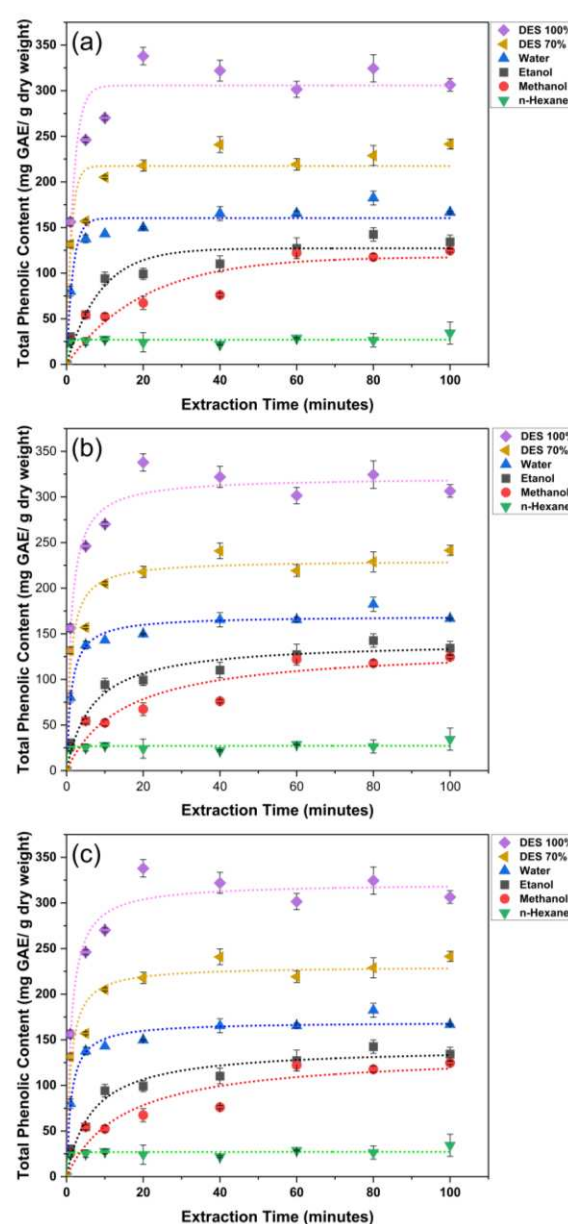 (a)
Total Phenolic Content (mg GAE/ g dry weight)
350
300
250
200
150
100
50
0
0 20 40 60 80 100
Extraction Time (minutes)
DES 100%
DES 70%
Water
Etanol
Methanol
n-Hexane
(b)
Total Phenolic Content (mg GAE/ g dry weight)
350
300
250
200
150
100
50
0
0 20 40 60 80 100
Extraction Time (minutes)
DES 100%
DES 70%
Water
Etanol
Methanol
n-Hexane
(c)
Total Phenolic Content (mg GAE/ g dry weight)
350
300
250
200
150
100
50
0
0 20 40 60 80 100
Extraction Time (minutes)
DES 100%
DES 70%
Water
Etanol
Methanol
n-Hexane